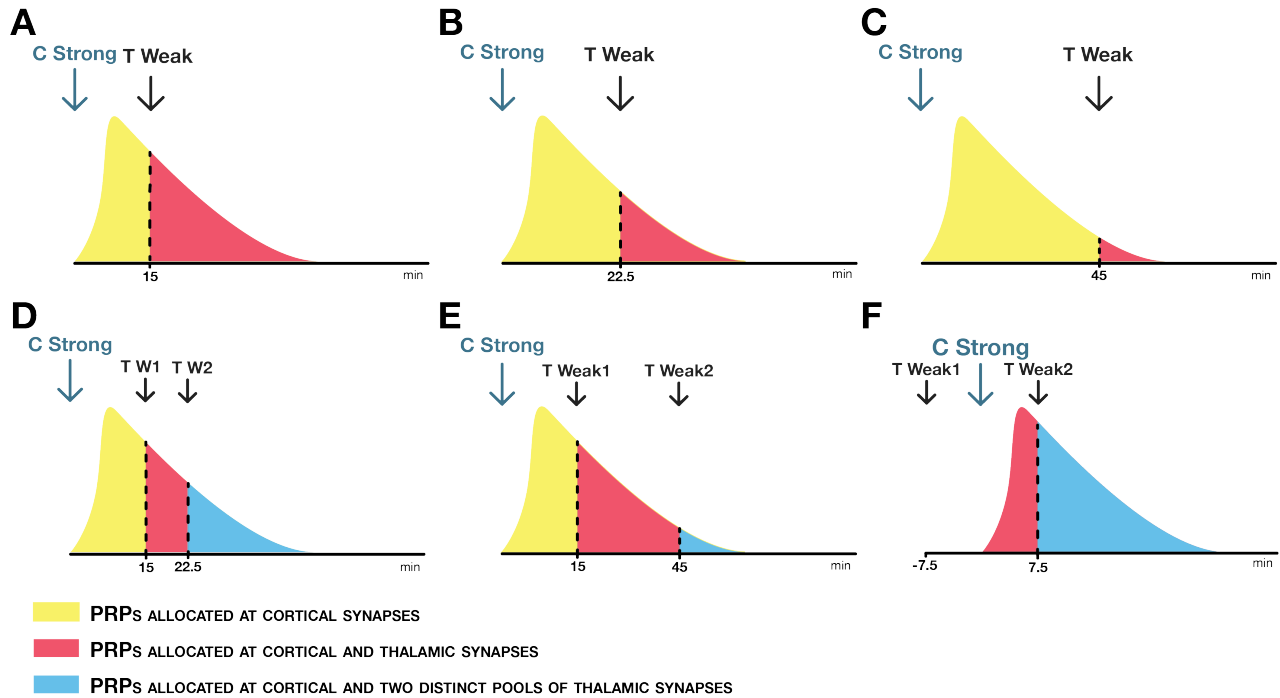 A
C Strong T Weak
15
min
B
C Strong
T Weak
22.5
min
C
C Strong
T Weak
45
min
D
C Strong
T W1 T W2
15 22.5
min
E
C Strong
T Weak1
T Weak2
15
45
min
F
C Strong
T Weak1
T Weak2
-7.5
7.5
min
PRPs ALLOCATED AT CORTICAL SYNAPSES
PRPs ALLOCATED AT CORTICAL AND THALAMIC SYNAPSES
PRPs ALLOCATED AT CORTICAL AND TWO DISTINCT POOLS OF THALAMIC SYNAPSES